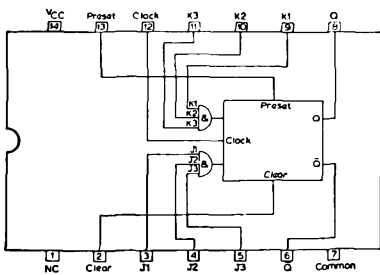 VCC Preset Clock K3 K2 K1 Q
14 13 12 11 10 9 8
K1
K2 &
K3
Preset
Q
Clock
J1
J2 &
J3
Q̄
Clear
1 2 3 4 5 6 7
NC Clear J1 J2 J3 Q Common